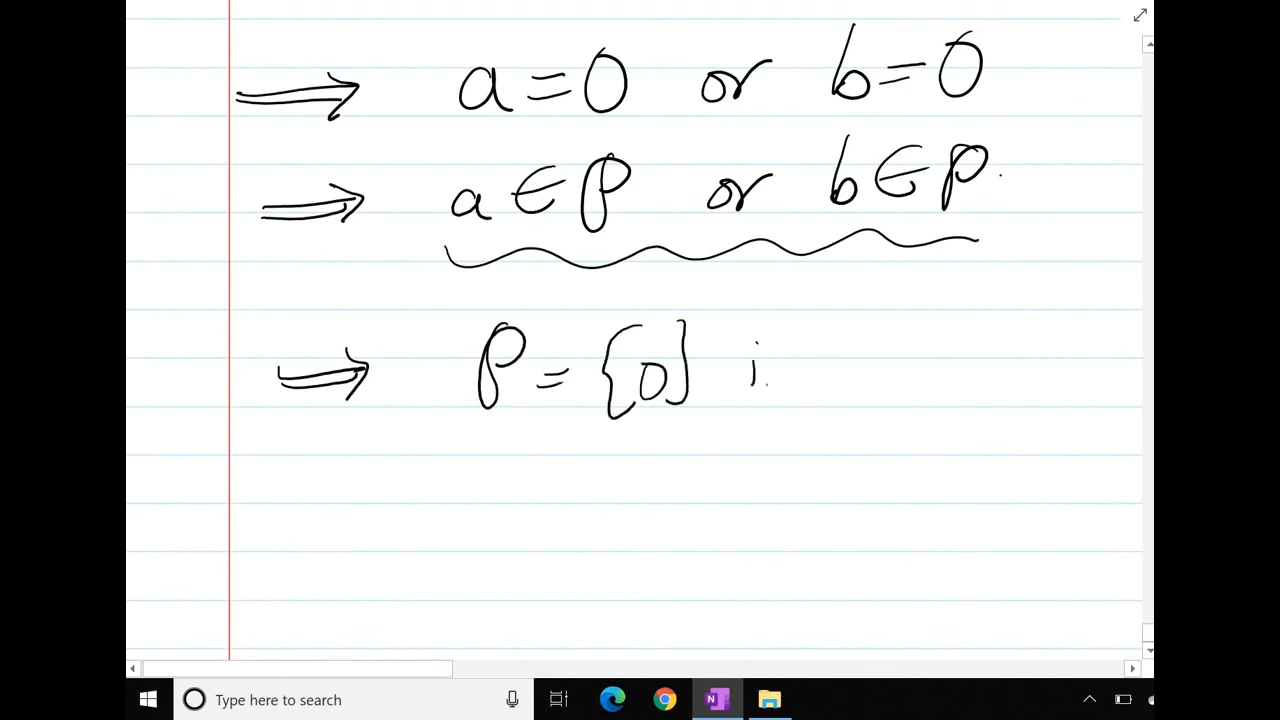 ⟹ a = 0 or b = 0
⟹ a ∈ P or b ∈ P.
⟹ P = {0} i
Type here to search